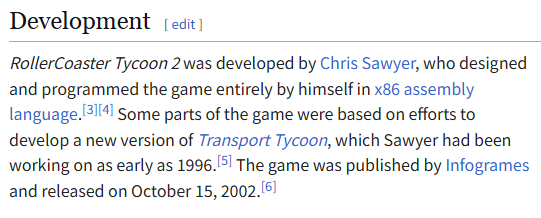 Development [ edit ]
RollerCoaster Tycoon 2 was developed by Chris Sawyer, who designed
and programmed the game entirely by himself in x86 assembly
language.[3][4] Some parts of the game were based on efforts to
develop a new version of Transport Tycoon, which Sawyer had been
working on as early as 1996.[5] The game was published by Infogrames
and released on October 15, 2002.[6]